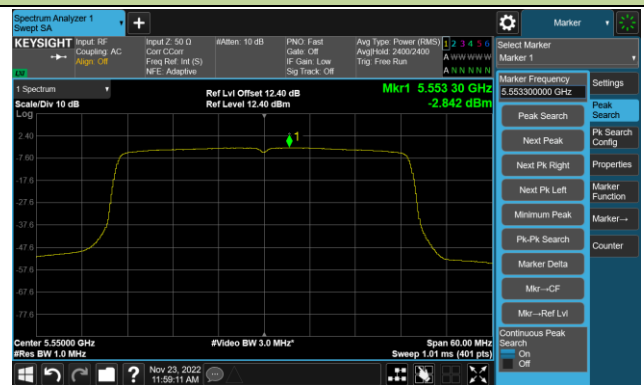 Spectrum Analyzer 1
Swept SA
+
Marker
KEYSIGHT
Input: RF
Coupling: AC
Align: Off
Input Z: 50 Ω
Corr CCorr
Freq Ref: Int (S)
NFE: Adaptive
#Atten: 10 dB
PNO: Fast
Gate: Off
IF Gain: Low
Sig Track: Off
Avg Type: Power (RMS)
Avg|Hold: 2400/2400
Trig: Free Run
1 2 3 4 5 6
A W W W W W
A N N N N N
LXI
Select Marker
Marker 1
1 Spectrum
Scale/Div 10 dB
Log
Ref Lvl Offset 12.40 dB
Ref Level 12.40 dBm
Mkr1 5.553 30 GHz
-2.842 dBm
1
2.40
-7.60
-17.6
-27.6
-37.6
-47.6
-57.6
-67.6
-77.6
Center 5.55000 GHz
#Res BW 1.0 MHz
#Video BW 3.0 MHz*
Span 60.00 MHz
Sweep 1.01 ms (401 pts)
Marker Frequency
5.553300000 GHz
Peak Search
Next Peak
Next Pk Right
Next Pk Left
Minimum Peak
Pk-Pk Search
Marker Delta
Mkr→CF
Mkr→Ref Lvl
Continuous Peak
Search
On
Off
Settings
Peak
Search
Pk Search
Config
Properties
Marker
Function
Marker→
Counter
?
Nov 23, 2022
11:59:11 AM